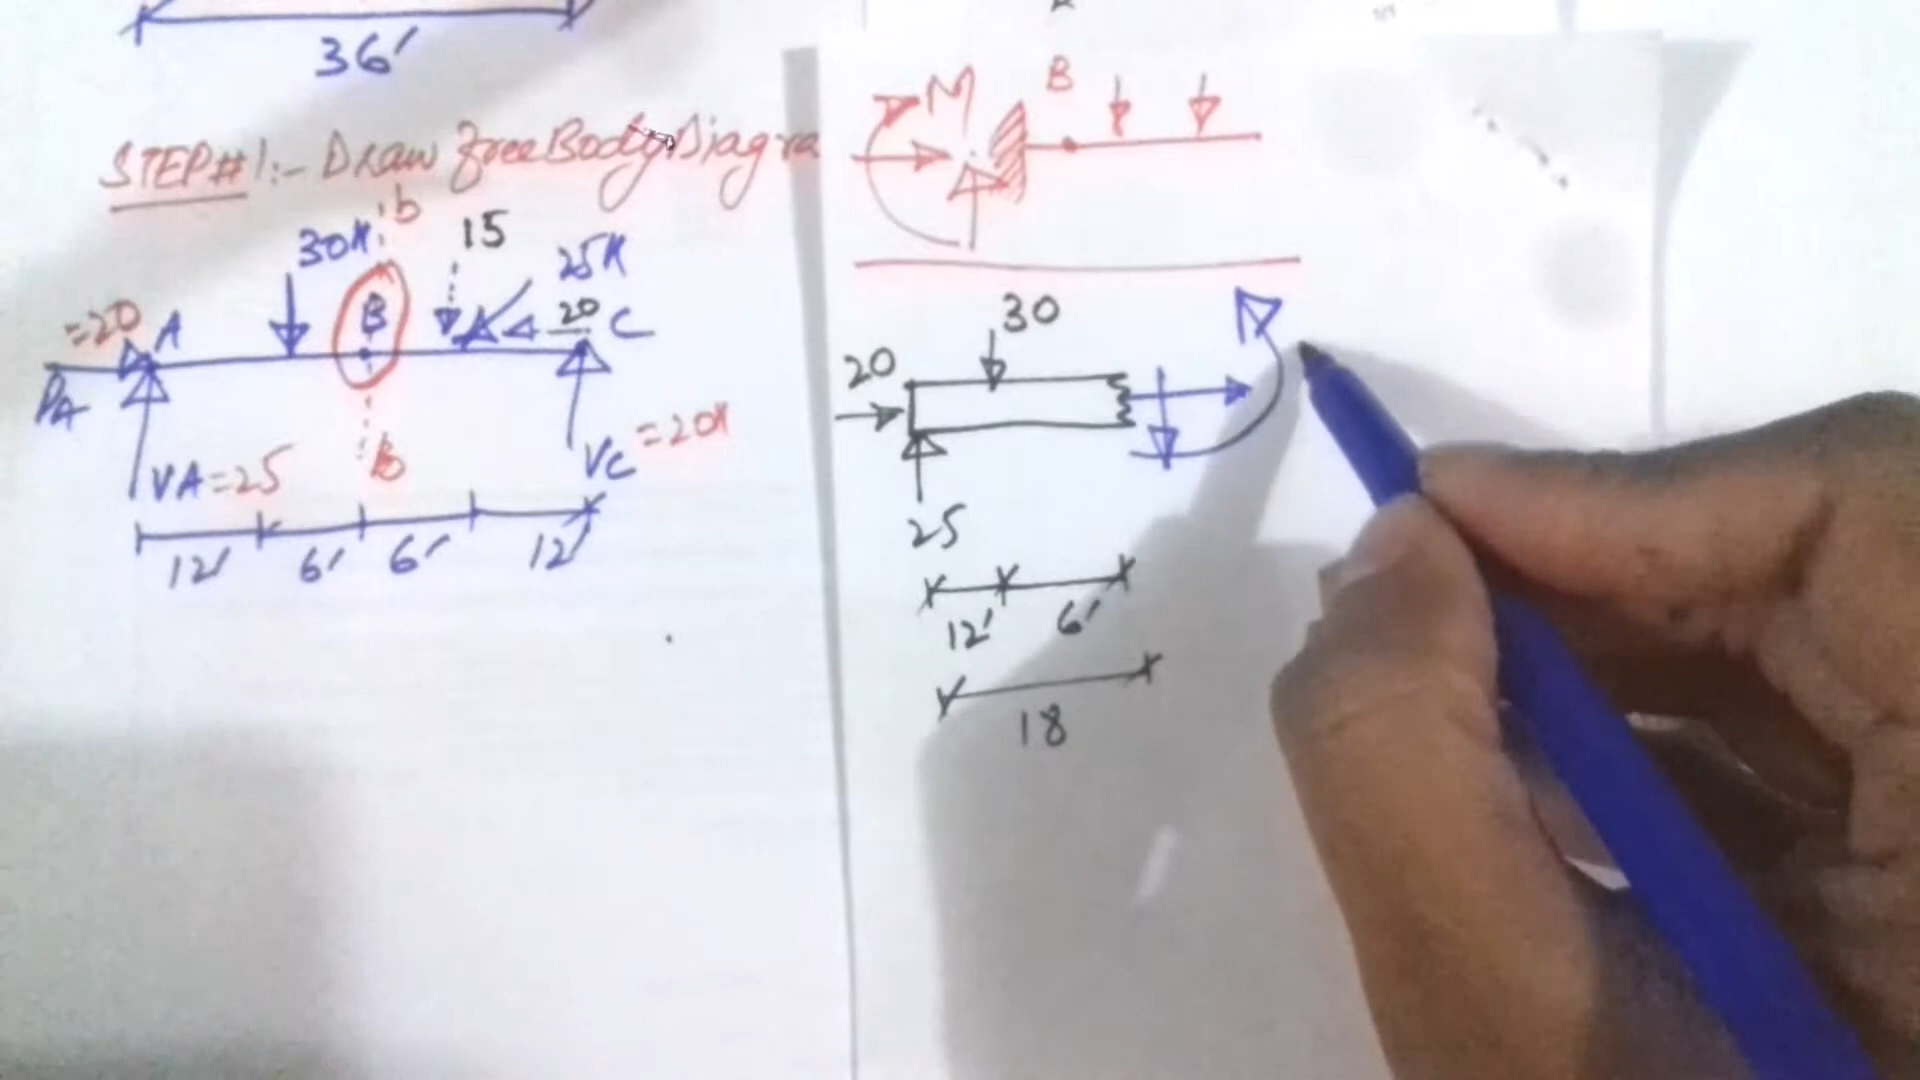 36'
STEP#1:- Draw free Body Diagra
b
30K
15
25K
=20
A
B
20
C
PA
VA=25
B
VC =20K
12'
6'
6'
12'
M
B
30
20
25
12'
6'
18